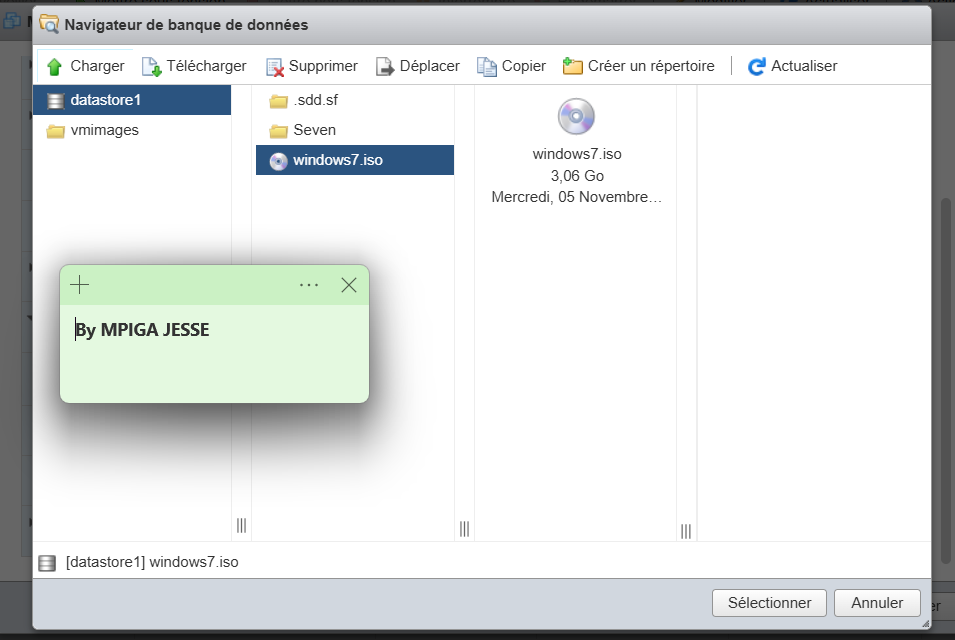 Navigateur de banque de données
Charger Télécharger Supprimer Déplacer Copier Créer un répertoire Actualiser
datastore1
vmimages
.sdd.sf
Seven
windows7.iso
windows7.iso
3,06 Go
Mercredi, 05 Novembre…
By MPIGA JESSE
[datastore1] windows7.iso
Sélectionner Annuler